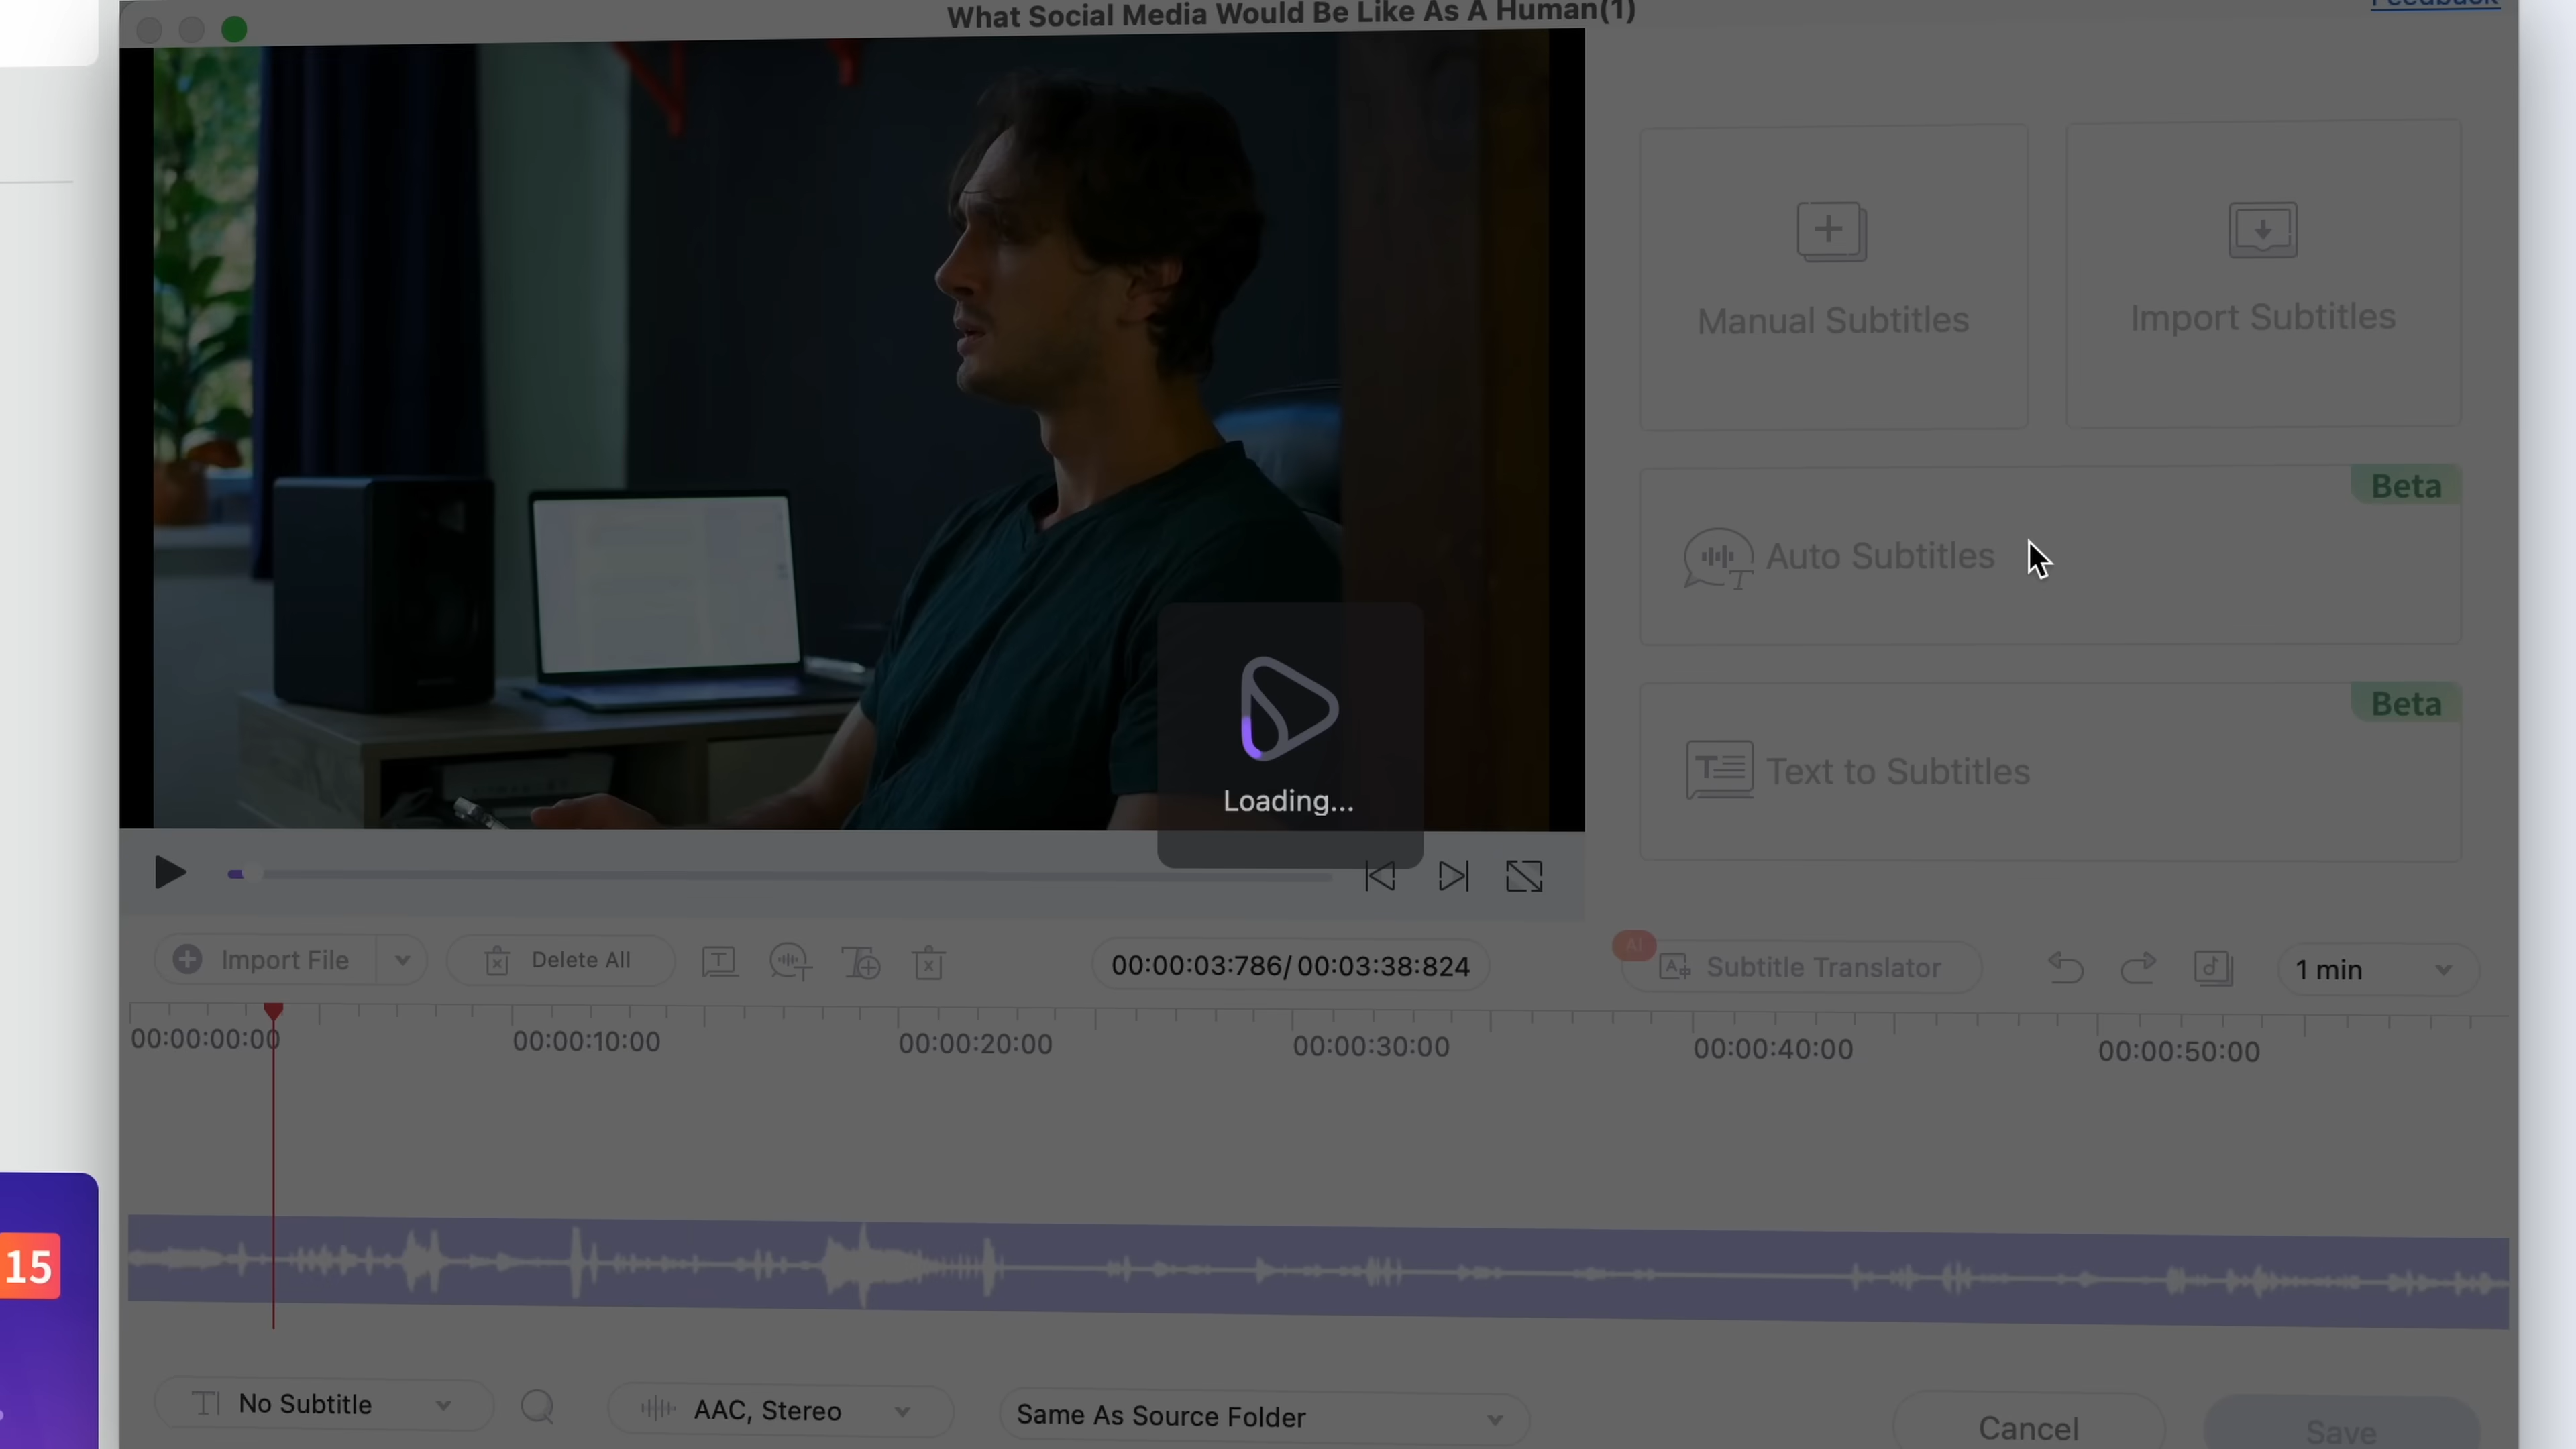 What Social Media Would Be Like As A Human(1)
Feedback
Manual Subtitles
Import Subtitles
Beta
Auto Subtitles
Beta
Text to Subtitles
Loading...
Import File
Delete All
00:00:03:786/00:03:38:824
AI
Subtitle Translator
1 min
00:00:00:00
00:00:10:00
00:00:20:00
00:00:30:00
00:00:40:00
00:00:50:00
15
No Subtitle
AAC, Stereo
Same As Source Folder
Cancel
Save